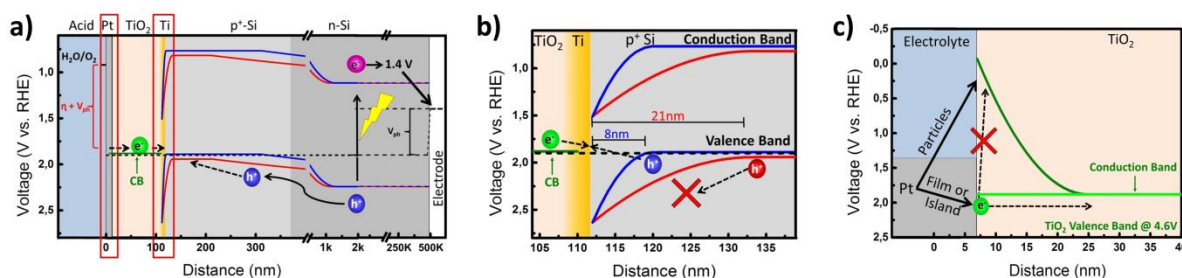 a)
Acid Pt TiO₂ Ti p⁺-Si n-Si
H₂O/O₂
1,0
1,5
2,0
2,5
Voltage (V vs. RHE)
η + Vph
e⁻
CB
h⁺
h⁺
e⁻
1.4 V
Vph
Electrode
0 100 200 300 1k 2k 250K 500K
Distance (nm)
b)
TiO₂ Ti p⁺ Si Conduction Band
1,0
1,5
2,0
2,5
Voltage (V vs. RHE)
21nm
8nm
Valence Band
e⁻
CB
h⁺
h⁺
105 110 115 120 125 130 135
Distance (nm)
c)
-0,5
0,0
0,5
1,0
1,5
2,0
2,5
Voltage (V vs. RHE)
Electrolyte TiO₂
Particles
Pt
Film or
Island
e⁻
Conduction Band
TiO₂ Valence Band @ 4.6V
0 10 20 30 40
Distance (nm)